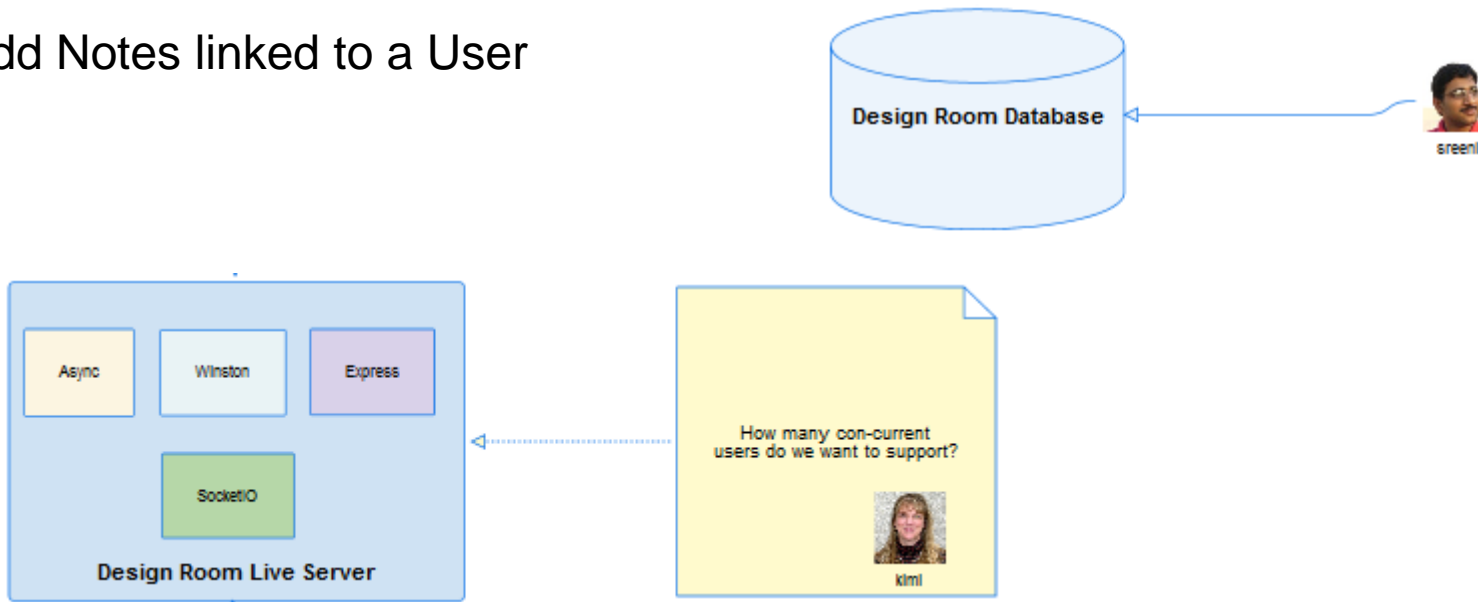 dd Notes linked to a User
Design Room Database
sreeni
Async
Winston
Express
How many con-current
users do we want to support?
SocketIO
kimi
Design Room Live Server